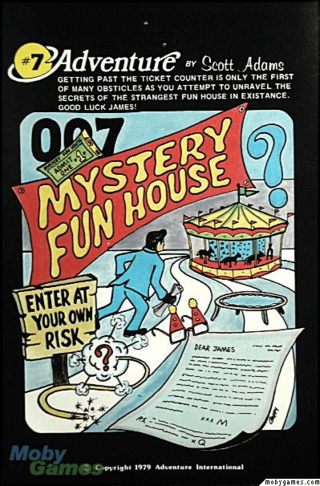 #7 Adventure BY Scott Adams
GETTING PAST THE TICKET COUNTER IS ONLY THE FIRST
OF MANY OBSTICLES AS YOU ATTEMPT TO UNRAVEL THE
SECRETS OF THE STRANGEST FUN HOUSE IN EXISTANCE.
GOOD LUCK JAMES!
007
MYSTERY
FUN HOUSE
?
ENTER AT
YOUR OWN
RISK
?
DEAR JAMES
xxx M
P.S.
Q
Moby
Games
© Copyright 1979 Adventure International
mobygames.com